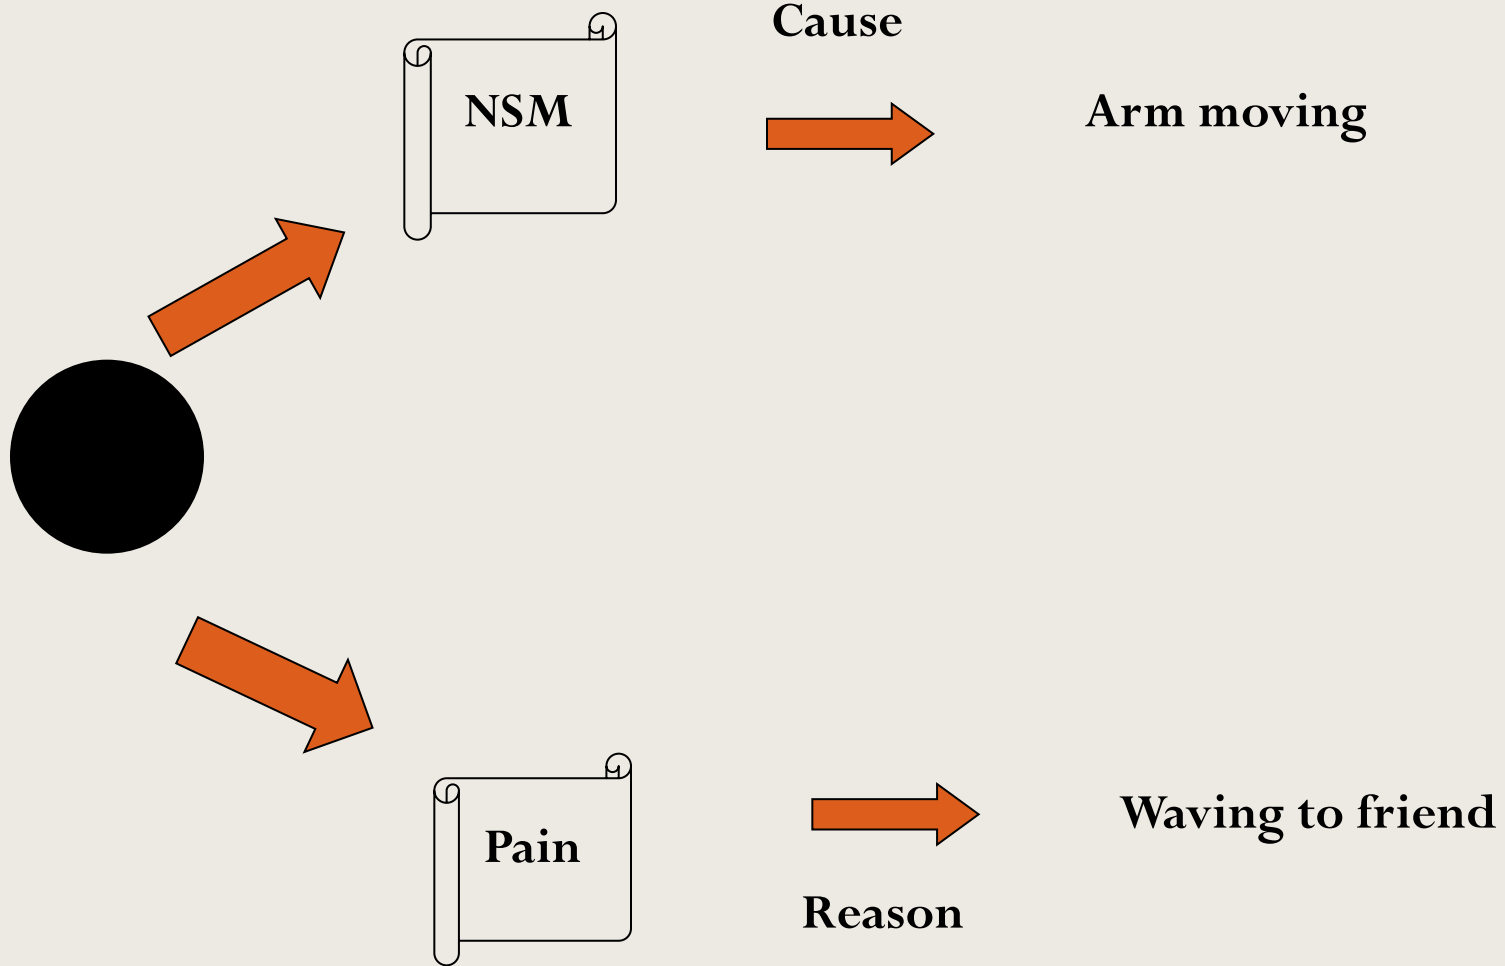 Cause
NSM
Arm moving
Pain
Waving to friend
Reason